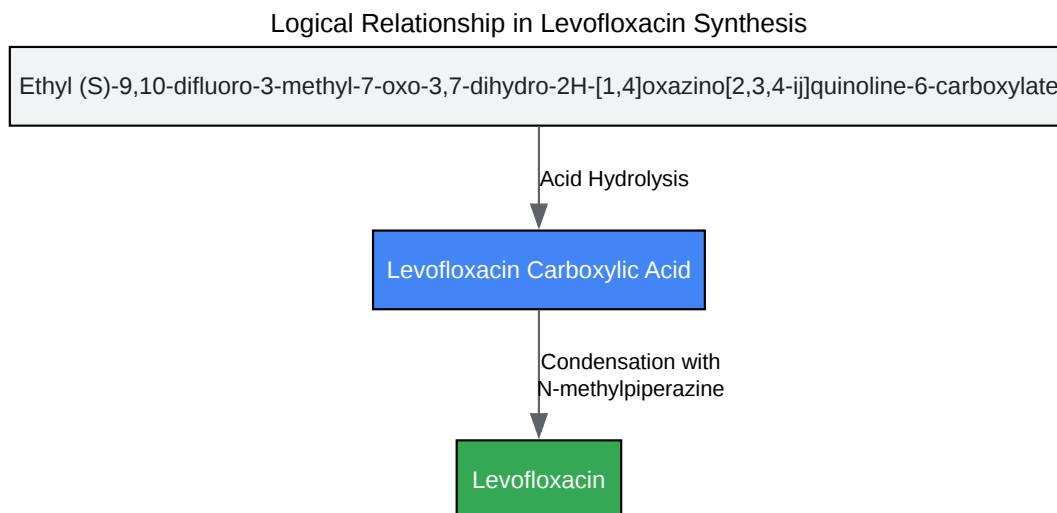 Logical Relationship in Levofloxacin Synthesis
Ethyl (S)-9,10-difluoro-3-methyl-7-oxo-3,7-dihydro-2H-[1,4]oxazino[2,3,4-ij]quinoline-6-carboxylate
Acid Hydrolysis
Levofloxacin Carboxylic Acid
Condensation with
N-methylpiperazine
Levofloxacin